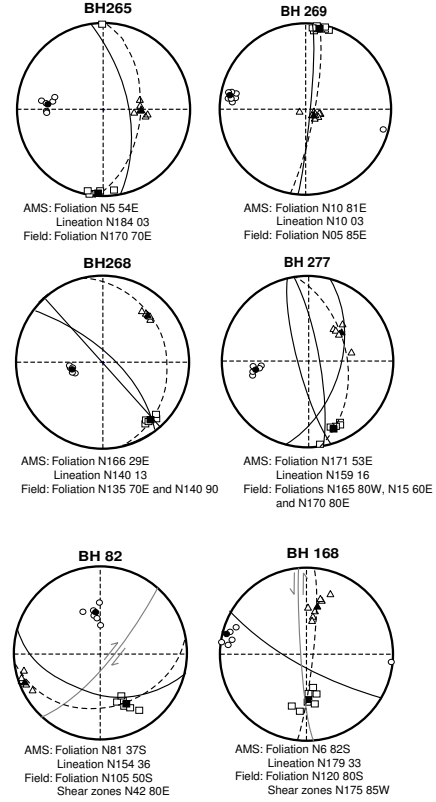 BH265
AMS: Foliation N5 54E
Lineation N184 03
Field: Foliation N170 70E
BH 269
AMS: Foliation N10 81E
Lineation N10 03
Field: Foliation N05 85E
BH268
AMS: Foliation N166 29E
Lineation N140 13
Field: Foliation N135 70E and N140 90
BH 277
AMS: Foliation N171 53E
Lineation N159 16
Field: Foliations N165 80W, N15 60E
and N170 80E
BH 82
AMS: Foliation N81 37S
Lineation N154 36
Field: Foliation N105 50S
Shear zones N42 80E
BH 168
AMS: Foliation N6 82S
Lineation N179 33
Field: Foliation N120 80S
Shear zones N175 85W